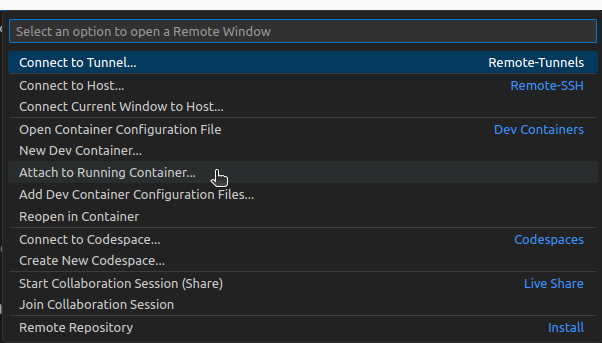 Select an option to open a Remote Window
Connect to Tunnel... Remote-Tunnels
Connect to Host... Remote-SSH
Connect Current Window to Host...
Open Container Configuration File Dev Containers
New Dev Container...
Attach to Running Container...
Add Dev Container Configuration Files...
Reopen in Container
Connect to Codespace... Codespaces
Create New Codespace...
Start Collaboration Session (Share) Live Share
Join Collaboration Session
Remote Repository Install